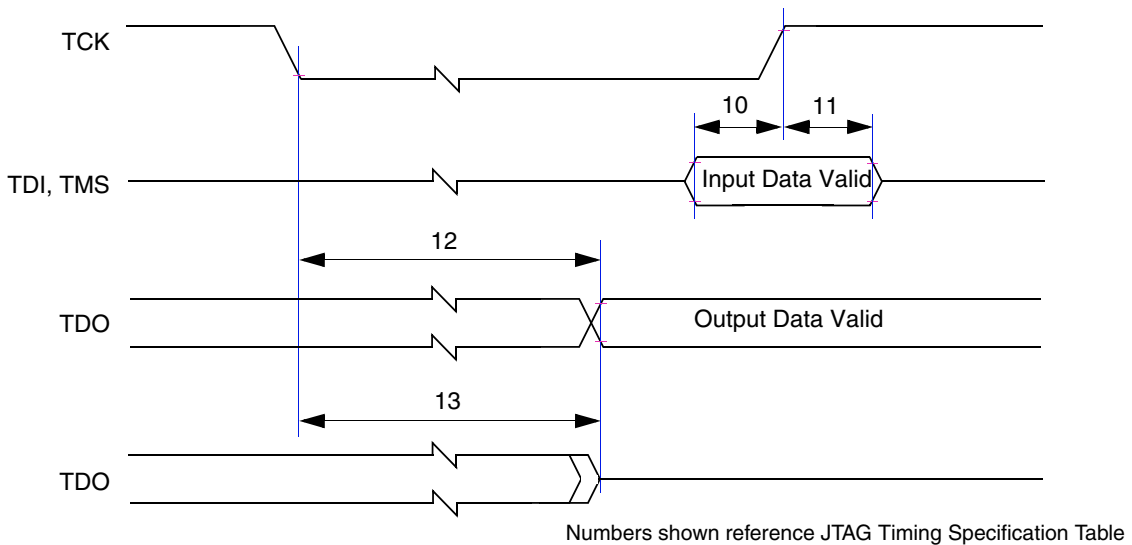 TCK
10
11
TDI, TMS
Input Data Valid
12
TDO
Output Data Valid
13
TDO
Numbers shown reference JTAG Timing Specification Table